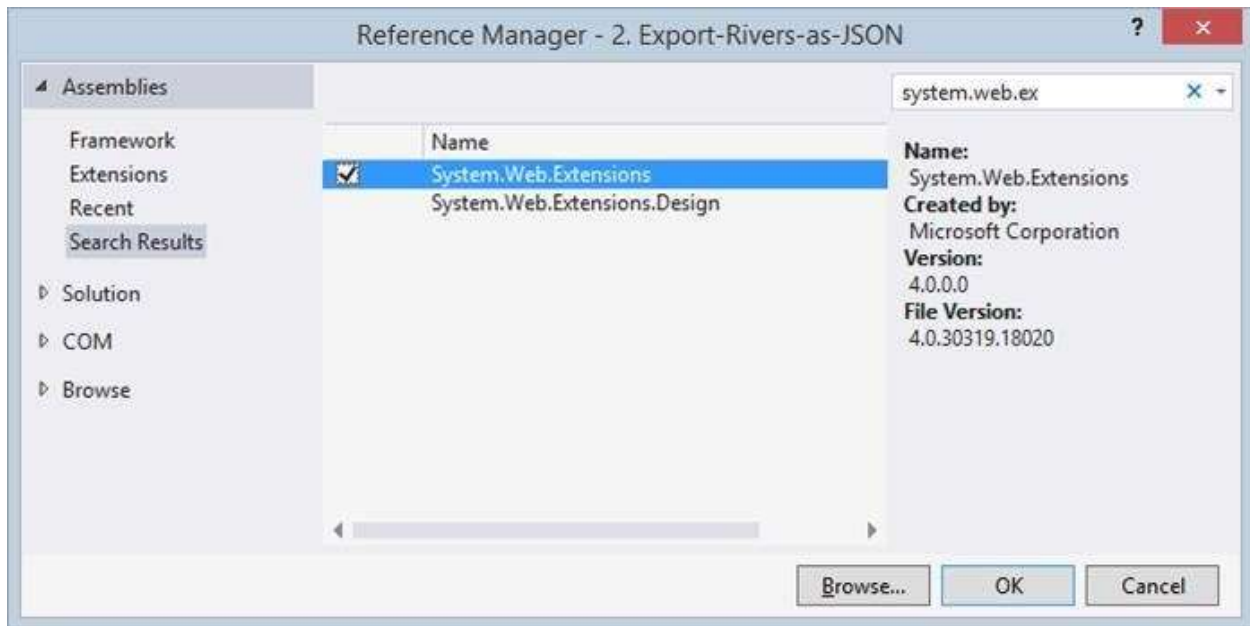 Reference Manager - 2. Export-Rivers-as-JSON
?
Assemblies
Framework
Extensions
Recent
Search Results
Solution
COM
Browse
Name
System.Web.Extensions
System.Web.Extensions.Design
system.web.ex
Name:
System.Web.Extensions
Created by:
Microsoft Corporation
Version:
4.0.0.0
File Version:
4.0.30319.18020
Browse...
OK
Cancel